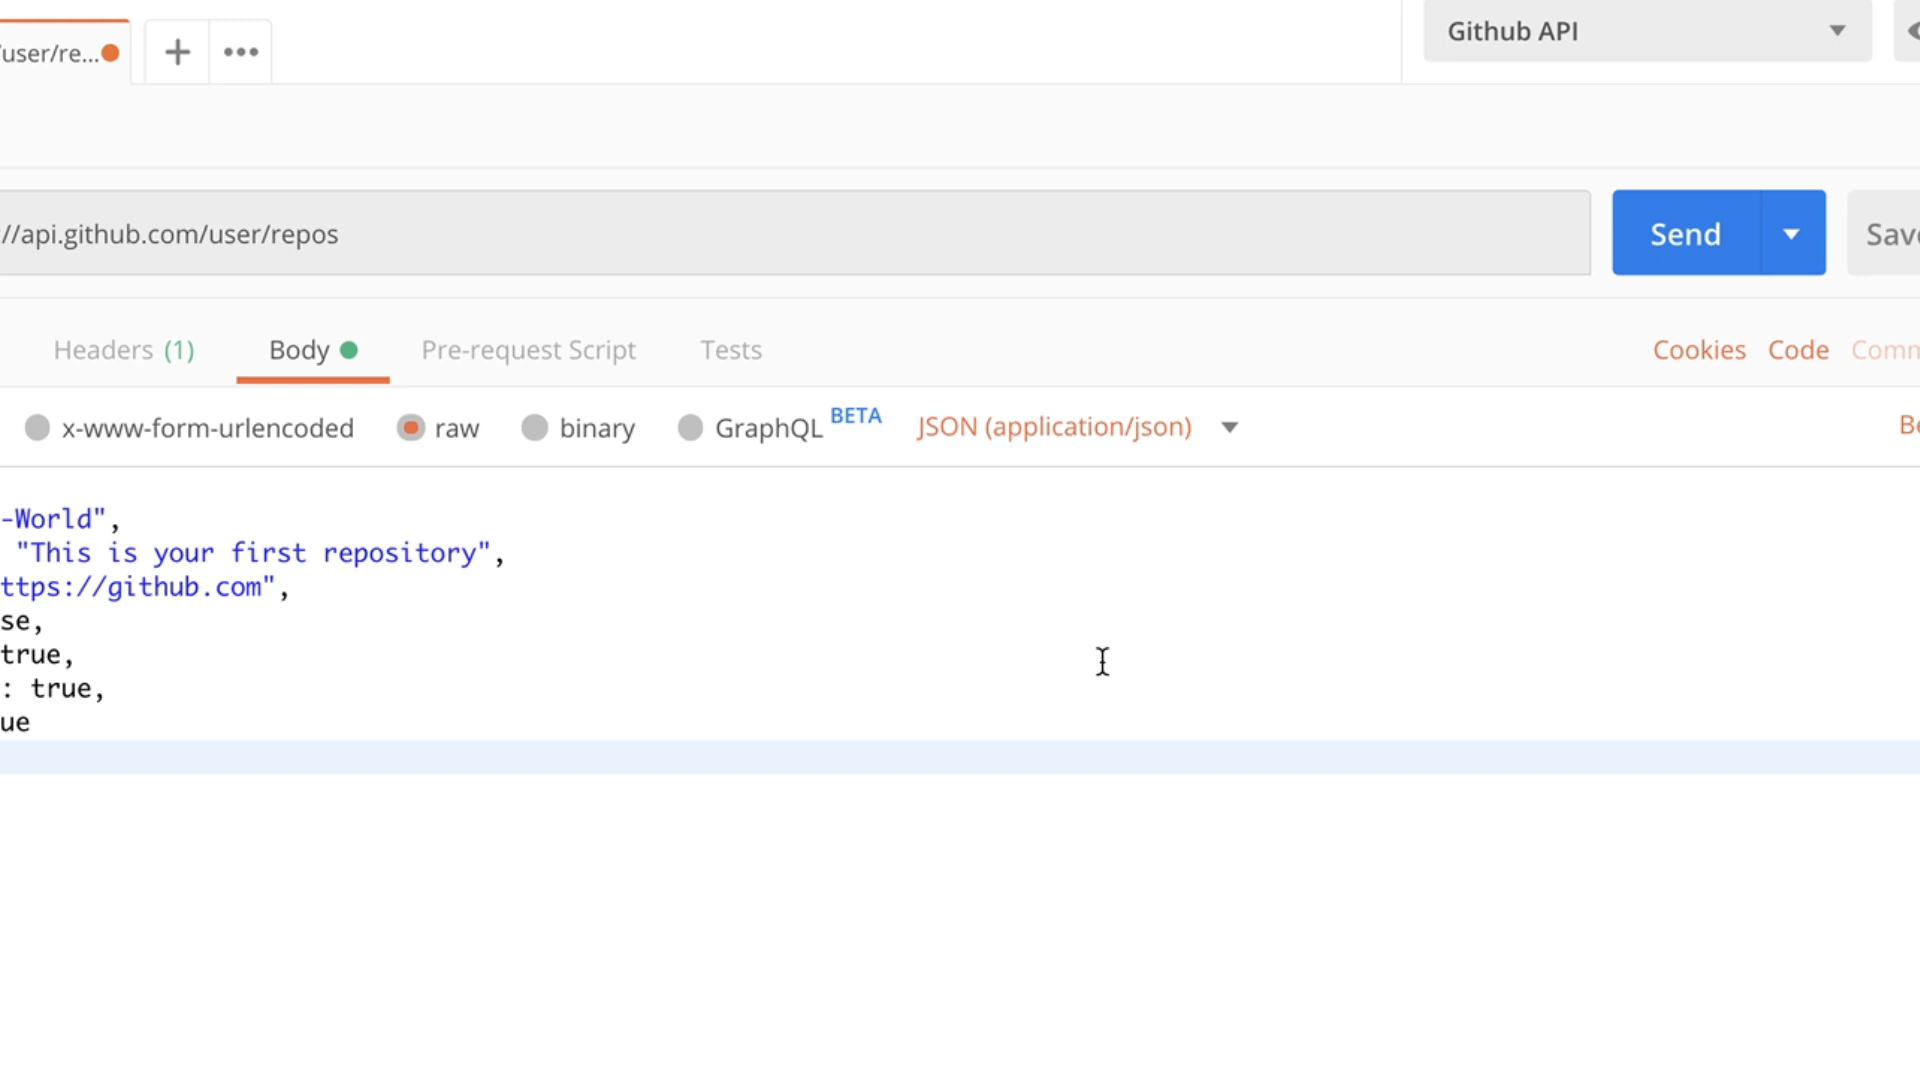 /user/re...
Github API
://api.github.com/user/repos
Send
Save
Headers (1) Body Pre-request Script Tests Cookies Code Comm
x-www-form-urlencoded raw binary GraphQL BETA JSON (application/json) Be
-World",
"This is your first repository",
ttps://github.com",
se,
true,
: true,
ue